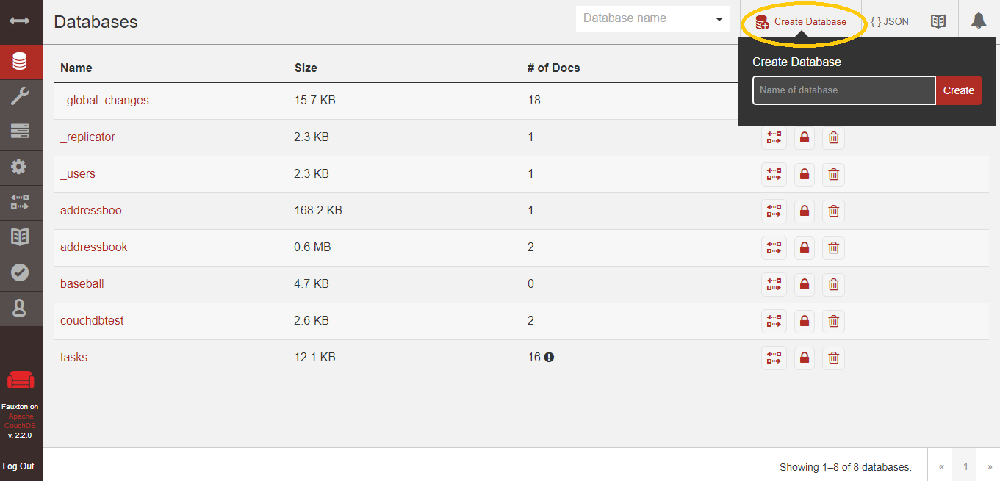 Databases
Database name
Create Database
{ } JSON
Create Database
Name of database
Create
Name Size # of Docs
_global_changes 15.7 KB 18
_replicator 2.3 KB 1
_users 2.3 KB 1
addressboo 168.2 KB 1
addressbook 0.6 MB 2
baseball 4.7 KB 0
couchdbtest 2.6 KB 2
tasks 12.1 KB 16
Fauxton on
Apache
CouchDB
v. 2.2.0
Log Out
Showing 1–8 of 8 databases.
« 1 »